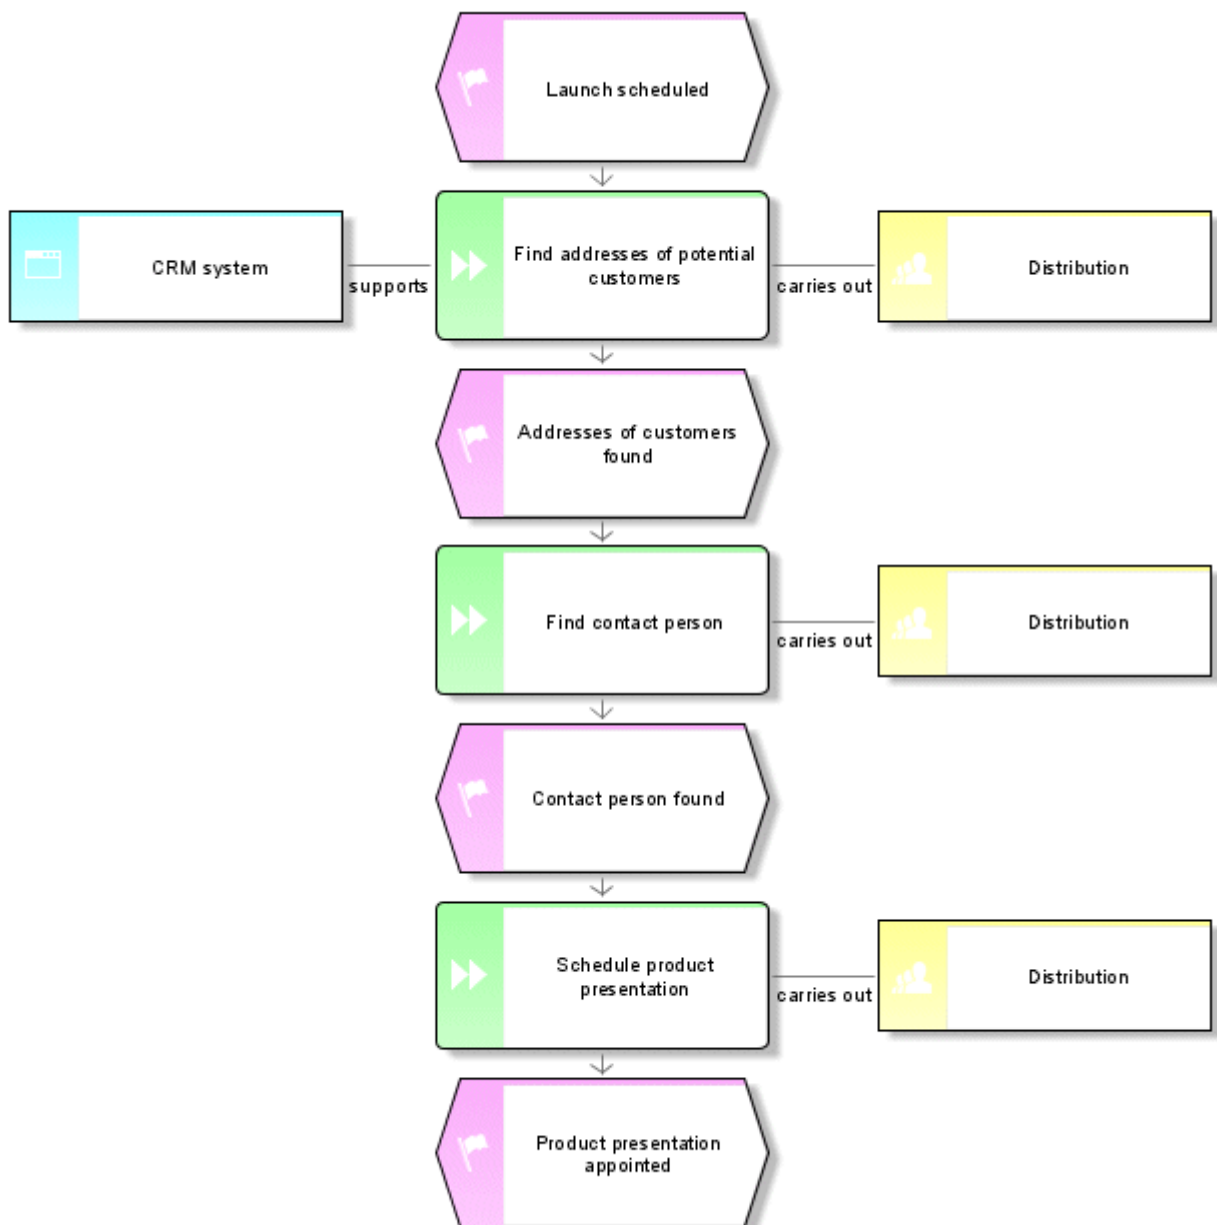 Launch scheduled
CRM system
supports
Find addresses of potential
customers
carries out
Distribution
Addresses of customers
found
Find contact person
carries out
Distribution
Contact person found
Schedule product
presentation
carries out
Distribution
Product presentation
appointed